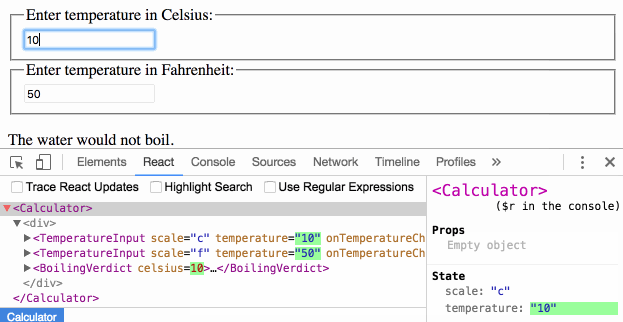 Enter temperature in Celsius:
10
Enter temperature in Fahrenheit:
50
The water would not boil.
Elements React Console Sources Network Timeline Profiles »
Trace React Updates Highlight Search Use Regular Expressions
<Calculator>
<div>
<TemperatureInput scale="c" temperature="10" onTemperatureCh
<TemperatureInput scale="f" temperature="50" onTemperatureCh
<BoilingVerdict celsius=10>…</BoilingVerdict>
</div>
</Calculator>
Calculator
<Calculator>
($r in the console)
Props
Empty object
State
scale: "c"
temperature: "10"